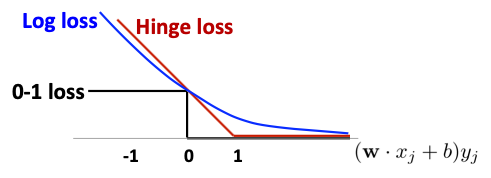 Log loss
Hinge loss
0-1 loss
-1 0 1
(w · x_j + b)y_j